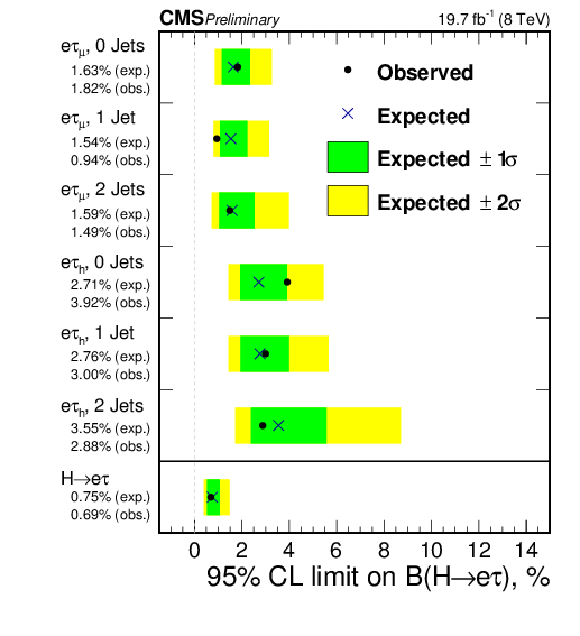 CMS Preliminary 19.7 fb⁻¹ (8 TeV)
eτμ, 0 Jets
1.63% (exp.)
1.82% (obs.)
eτμ, 1 Jet
1.54% (exp.)
0.94% (obs.)
eτμ, 2 Jets
1.59% (exp.)
1.49% (obs.)
eτh, 0 Jets
2.71% (exp.)
3.92% (obs.)
eτh, 1 Jet
2.76% (exp.)
3.00% (obs.)
eτh, 2 Jets
3.55% (exp.)
2.88% (obs.)
H→eτ
0.75% (exp.)
0.69% (obs.)
Observed
Expected
Expected ± 1σ
Expected ± 2σ
0 2 4 6 8 10 12 14
95% CL limit on B(H→eτ), %